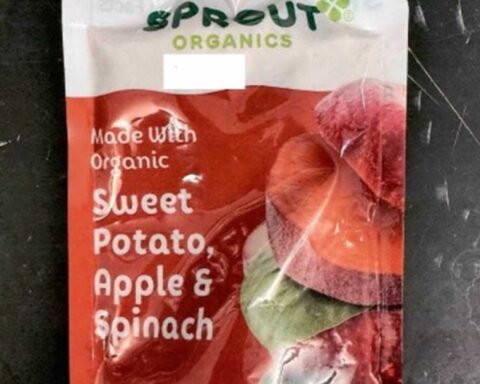 SPROUT®
ORGANICS
Made With
Organic
Sweet
Potato,
Apple &
Spinach